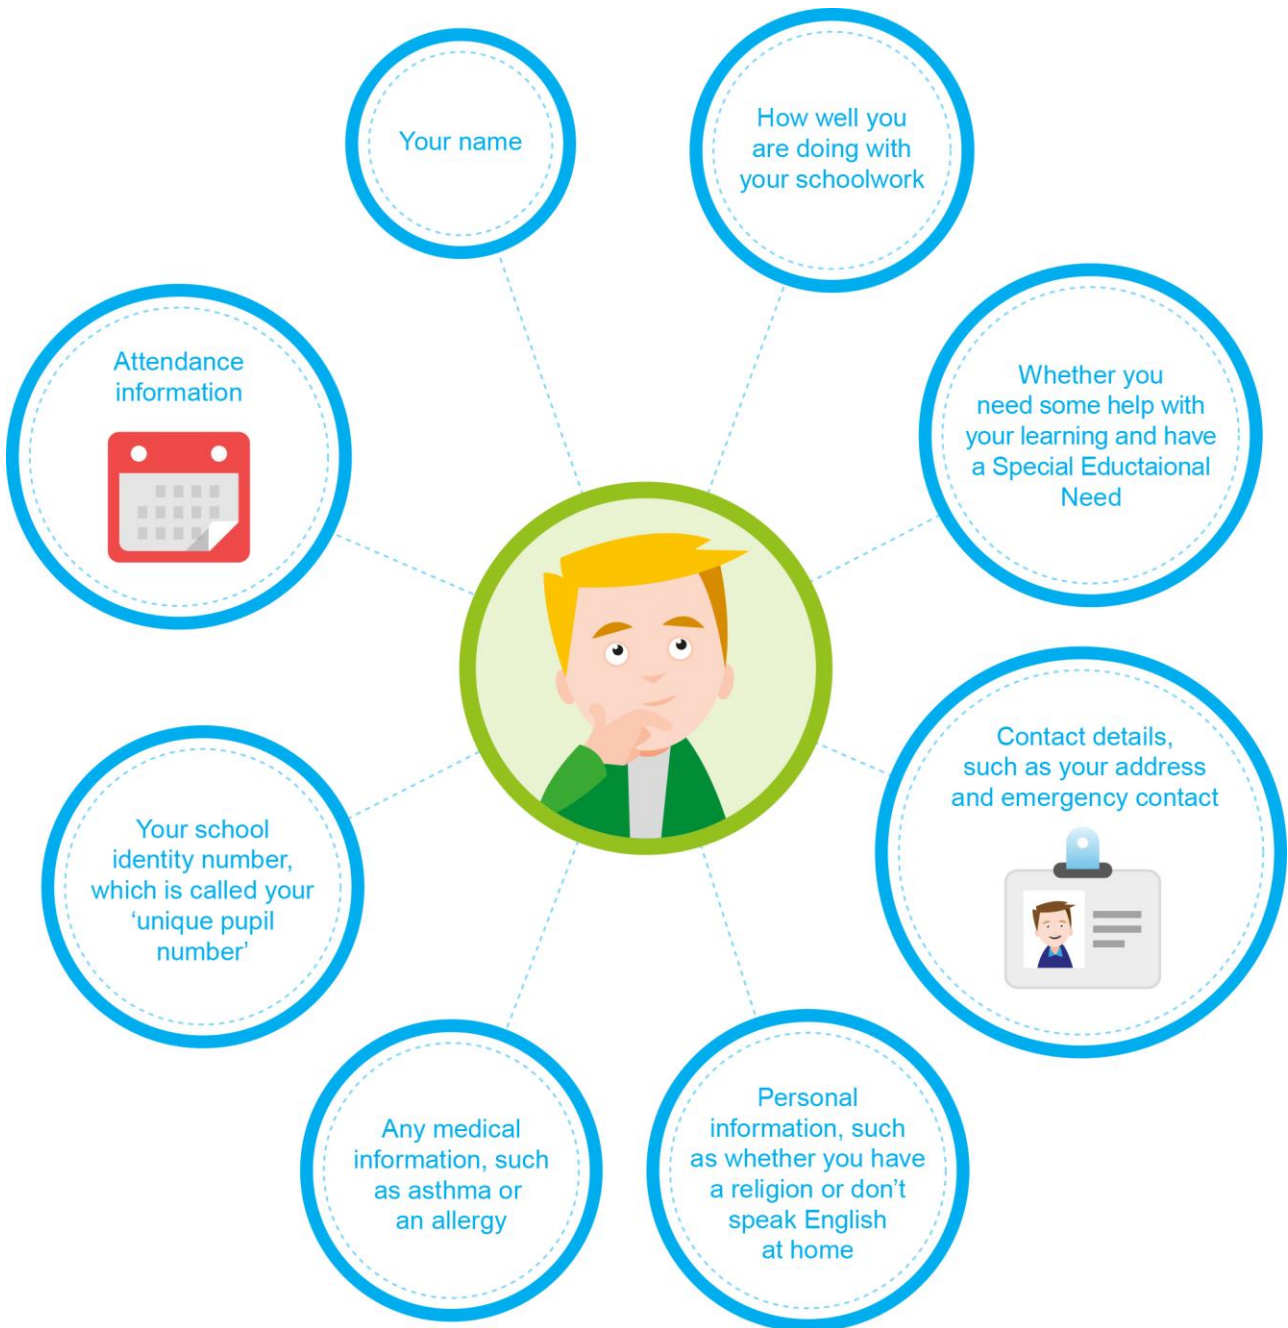 Your name
How well you
are doing with
your schoolwork
Whether you
need some help with
your learning and have
a Special Eductaional
Need
Contact details,
such as your address
and emergency contact
Personal
information, such
as whether you have
a religion or don’t
speak English
at home
Any medical
information, such
as asthma or
an allergy
Your school
identity number,
which is called your
‘unique pupil
number’
Attendance
information